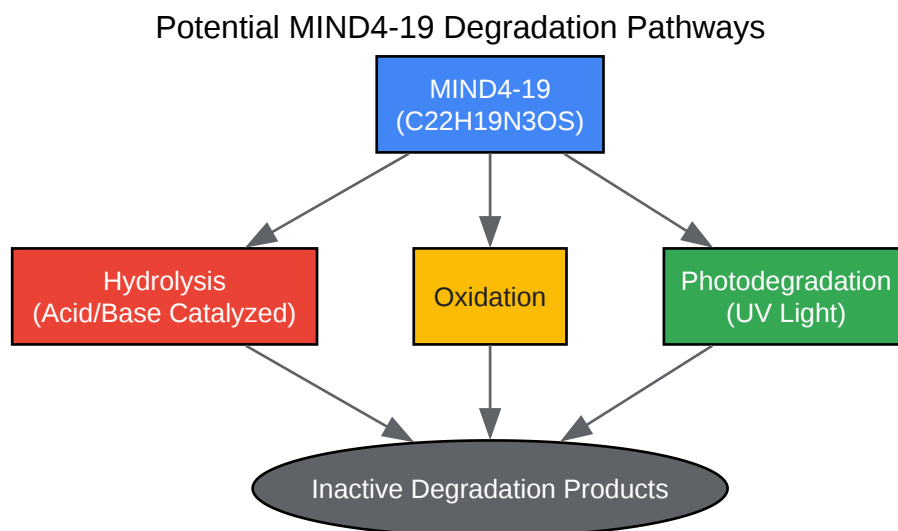 Potential MIND4-19 Degradation Pathways
MIND4-19
(C22H19N3OS)
Hydrolysis
(Acid/Base Catalyzed)
Oxidation
Photodegradation
(UV Light)
Inactive Degradation Products